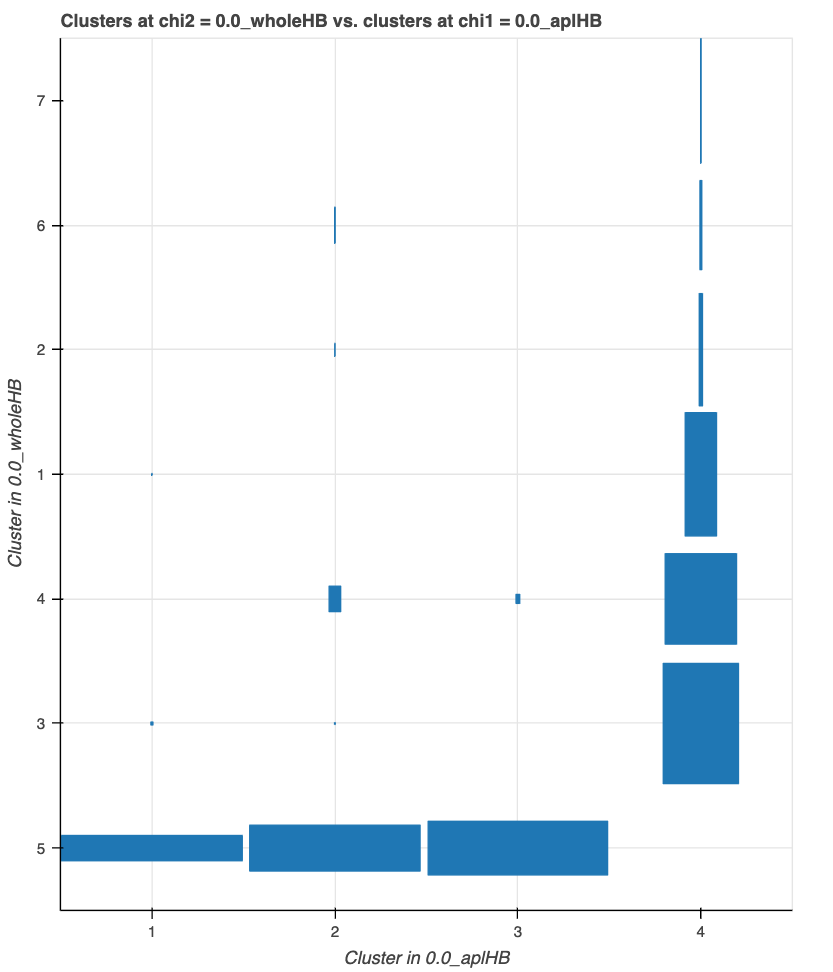 Clusters at chi2 = 0.0_wholeHB vs. clusters at chi1 = 0.0_aplHB
7
6
2
1
4
3
5
Cluster in 0.0_wholeHB
1 2 3 4
Cluster in 0.0_aplHB